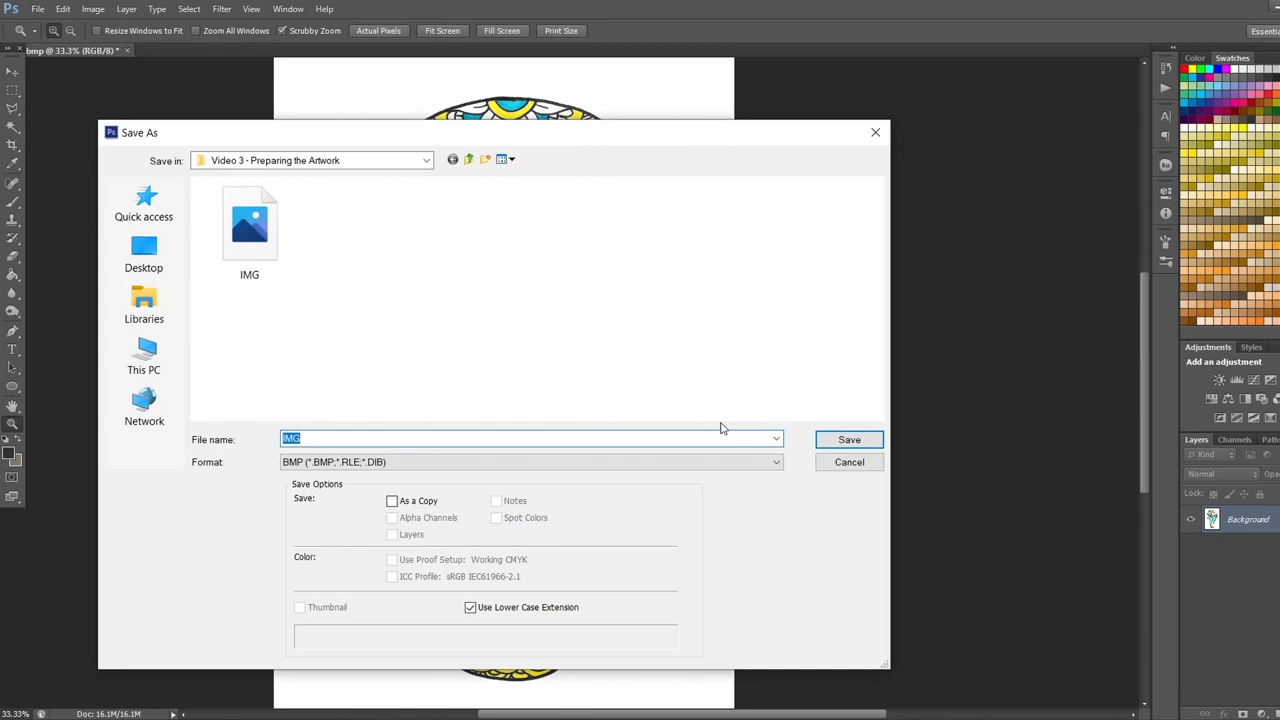 Ps File Edit Image Layer Type Select Filter View Window Help
Resize Windows to Fit Zoom All Windows Scrubby Zoom Actual Pixels Fit Screen Fill Screen Print Size Essenti
bmp @ 33.3% (RGB/8) * ×
Color Swatches
Save As
Save in: Video 3 - Preparing the Artwork
Quick access
Desktop
Libraries
This PC
Network
IMG
File name: IMG Save
Format: BMP (*.BMP;*.RLE;*.DIB) Cancel
Save Options
Save: As a Copy Notes
Alpha Channels Spot Colors
Layers
Color: Use Proof Setup: Working CMYK
ICC Profile: sRGB IEC61966-2.1
Thumbnail Use Lower Case Extension
Adjustments Styles
Add an adjustment
Layers Channels Paths
Kind
Normal Opa
Lock:
Background
33.33% Doc: 16.1M/16.1M